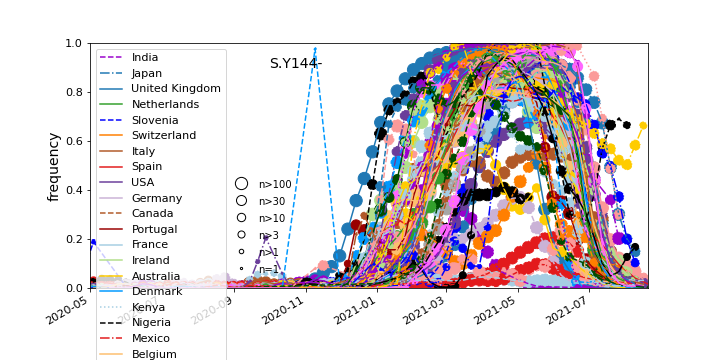 S.Y144-
frequency
1.0
0.8
0.6
0.4
0.2
0.0
India
Japan
United Kingdom
Netherlands
Slovenia
Switzerland
Italy
Spain
USA
Germany
Canada
Portugal
France
Ireland
Australia
Denmark
Kenya
Nigeria
Mexico
Belgium
n>100
n>30
n>10
n>3
n>1
n=1
2020-05
2020-07
2020-09
2020-11
2021-01
2021-03
2021-05
2021-07